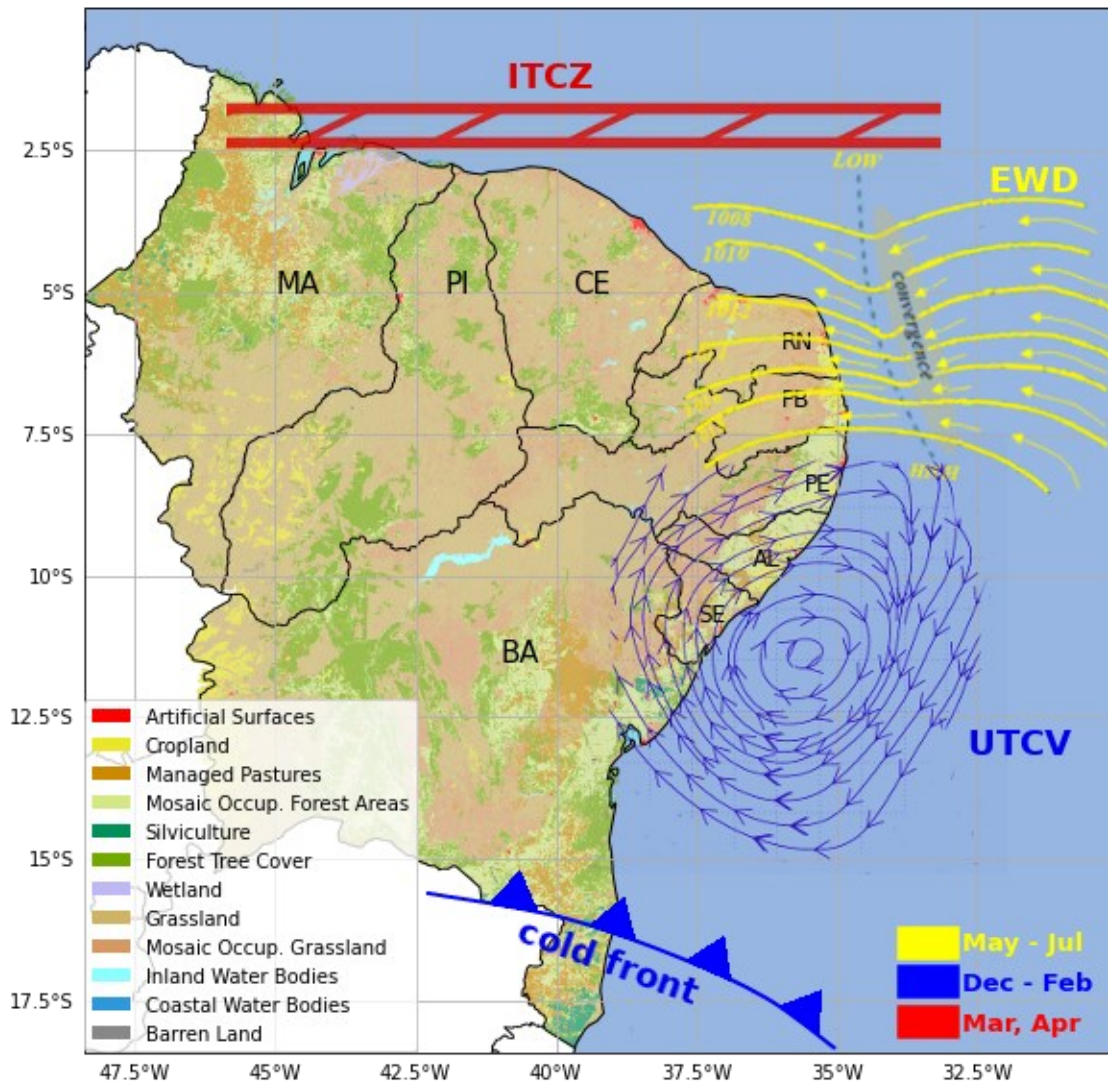 ITCZ
2.5°S
LOW
EWD
1008
1010
MA
PI
CE
5°S
convergence
1012
RN
PB
7.5°S
HIGH
PE
10°S
AL
SE
BA
12.5°S
UTCV
Artificial Surfaces
Cropland
Managed Pastures
Mosaic Occup. Forest Areas
Silviculture
Forest Tree Cover
Wetland
Grassland
Mosaic Occup. Grassland
Inland Water Bodies
Coastal Water Bodies
Barren Land
15°S
cold front
17.5°S
May - Jul
Dec - Feb
Mar, Apr
47.5°W 45°W 42.5°W 40°W 37.5°W 35°W 32.5°W